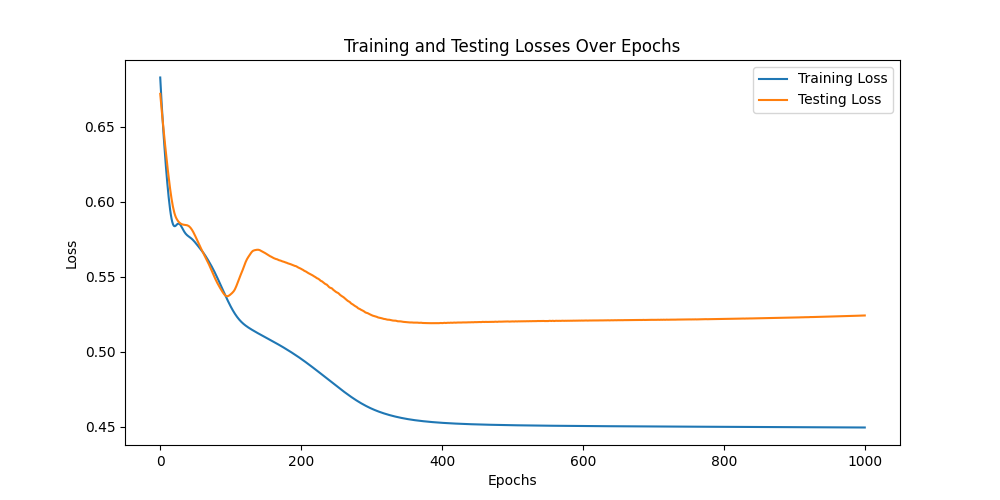 Training and Testing Losses Over Epochs
Training Loss
Testing Loss
Loss
0.65
0.60
0.55
0.50
0.45
0
200
400
600
800
1000
Epochs